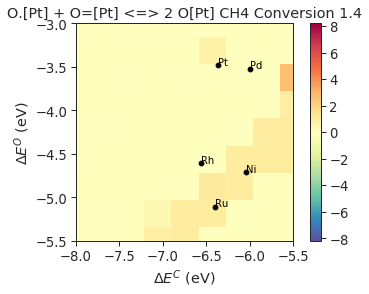 O.[Pt] + O=[Pt] <=> 2 O[Pt] CH4 Conversion 1.4
−3.0
−3.5
−4.0
−4.5
−5.0
−5.5
ΔE^O (eV)
Pt
Pd
Rh
Ni
Ru
−8.0 −7.5 −7.0 −6.5 −6.0 −5.5
ΔE^C (eV)
8
6
4
2
0
−2
−4
−6
−8